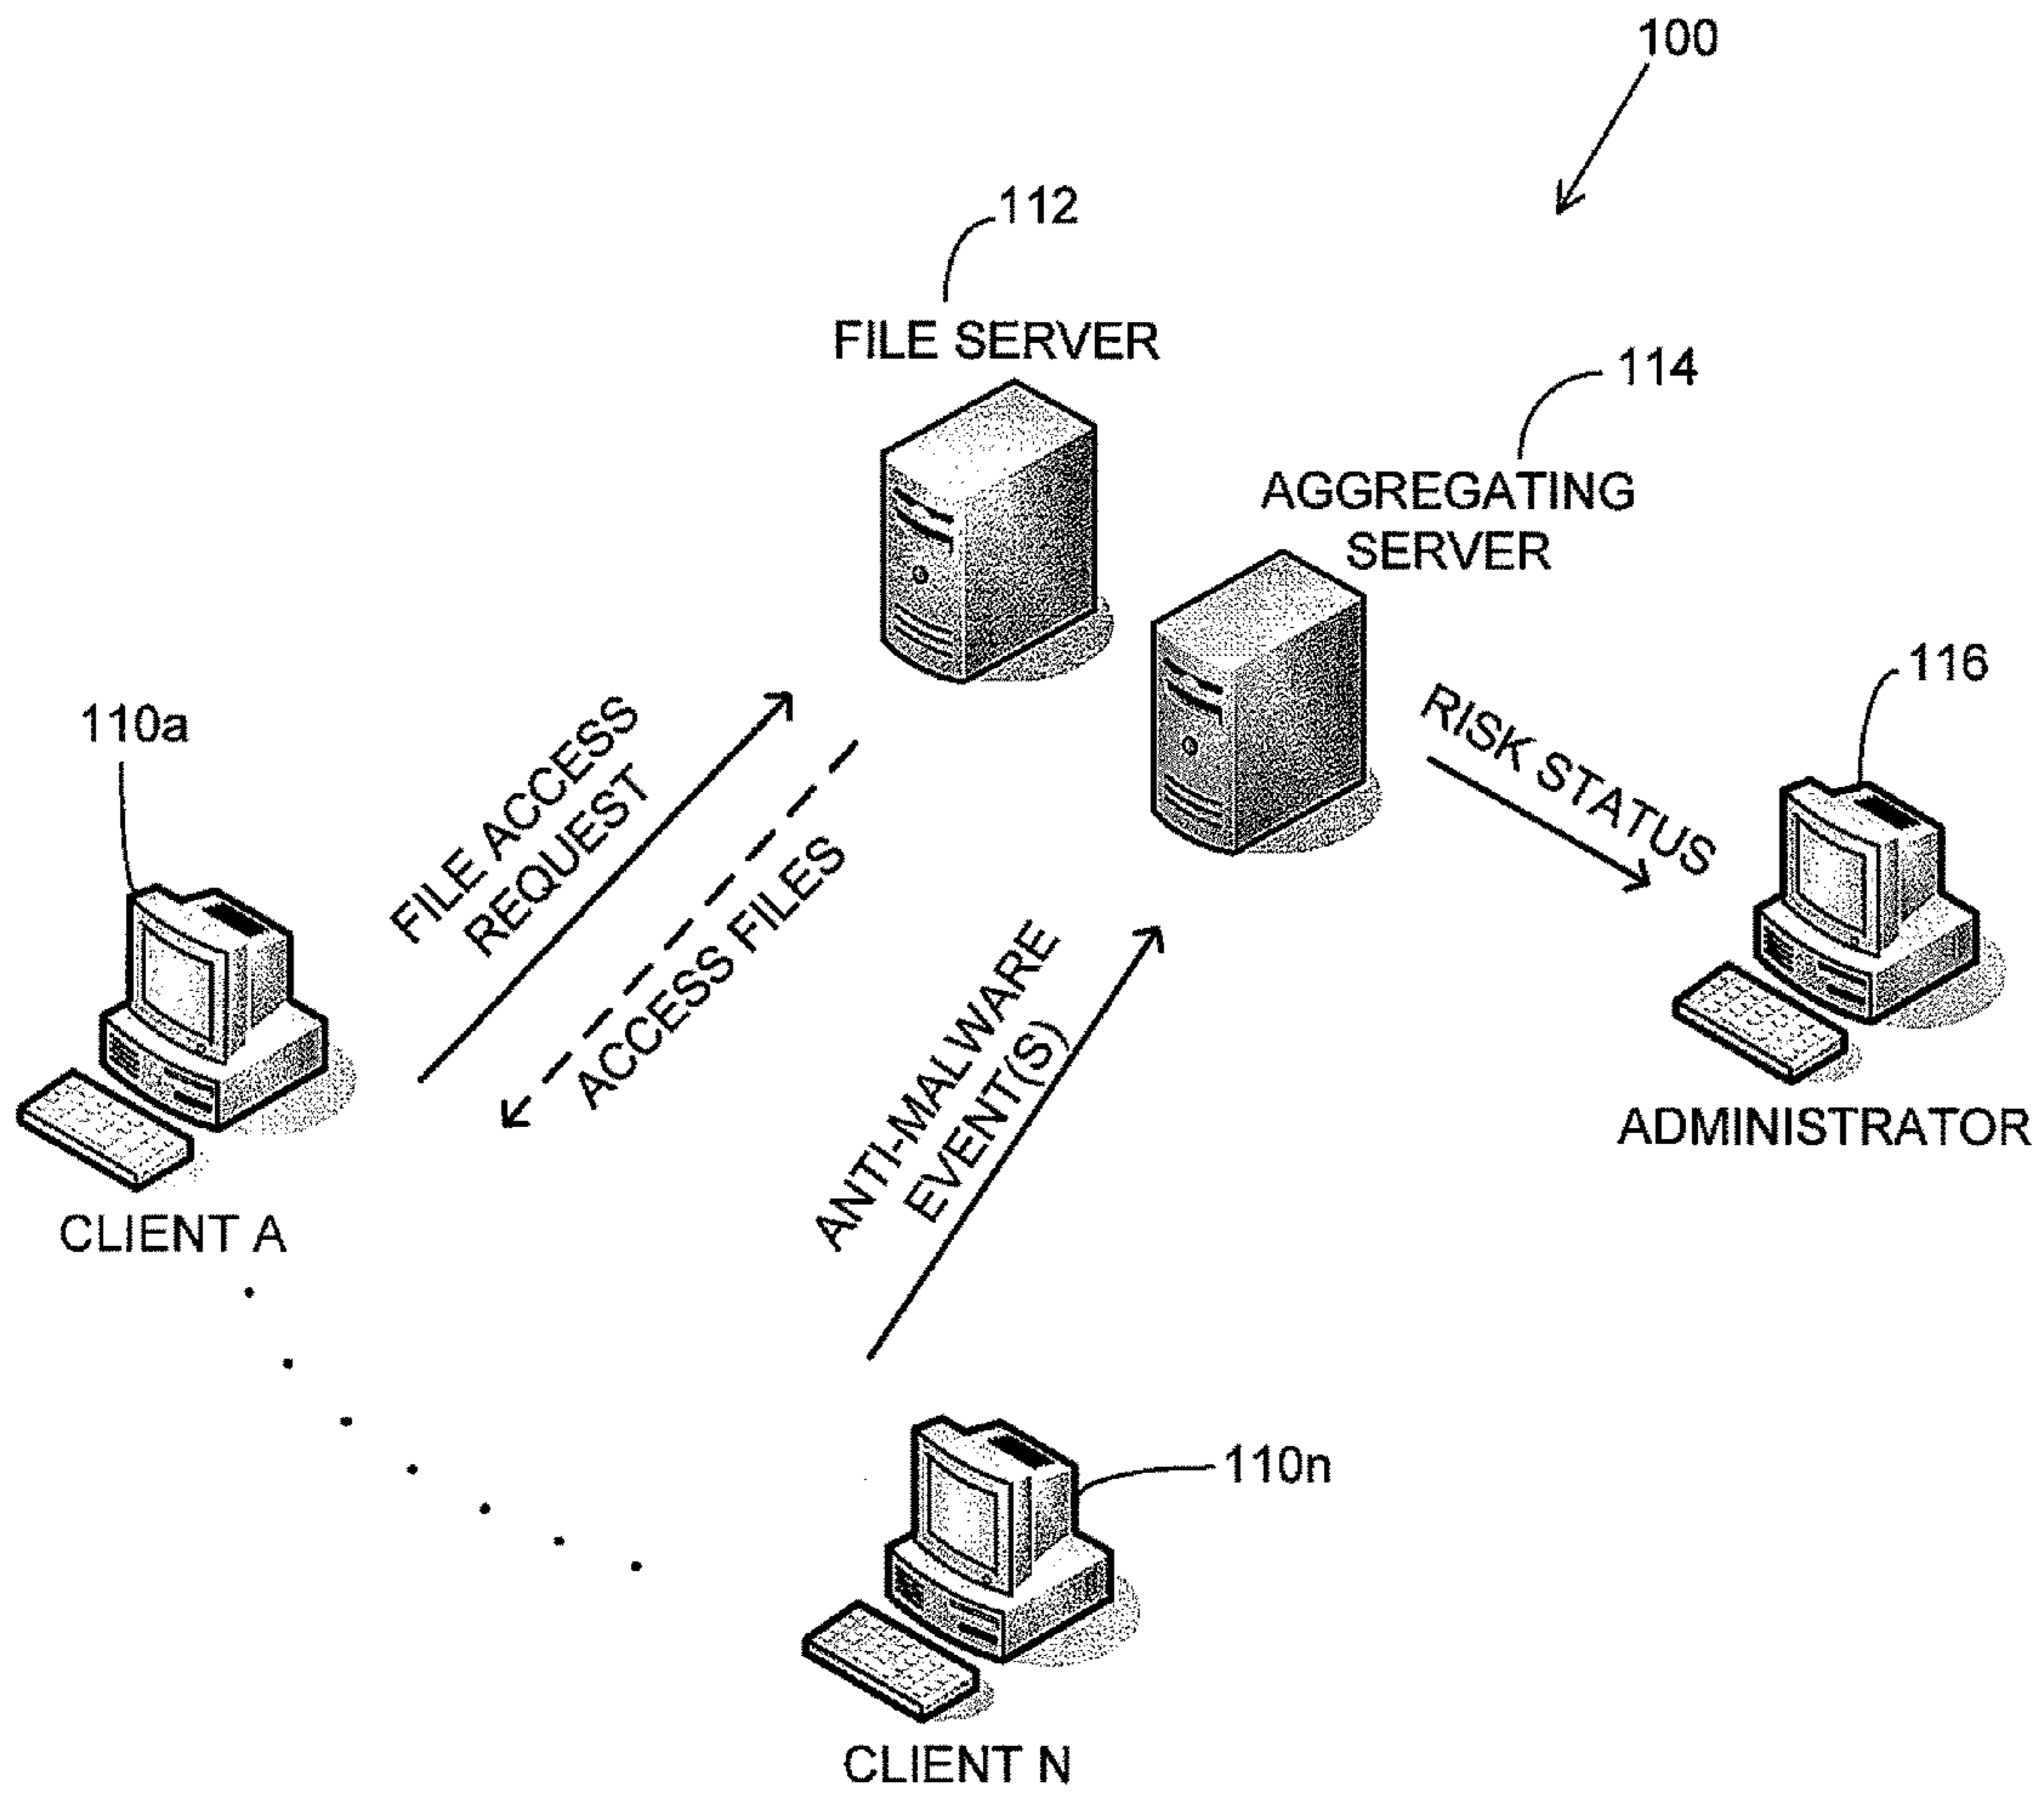 100
112
FILE SERVER
114
AGGREGATING
SERVER
116
RISK STATUS
110a
FILE ACCESS
REQUEST
ACCESS FILES
ANTI-MALWARE
EVENT(S)
ADMINISTRATOR
CLIENT A
110n
CLIENT N